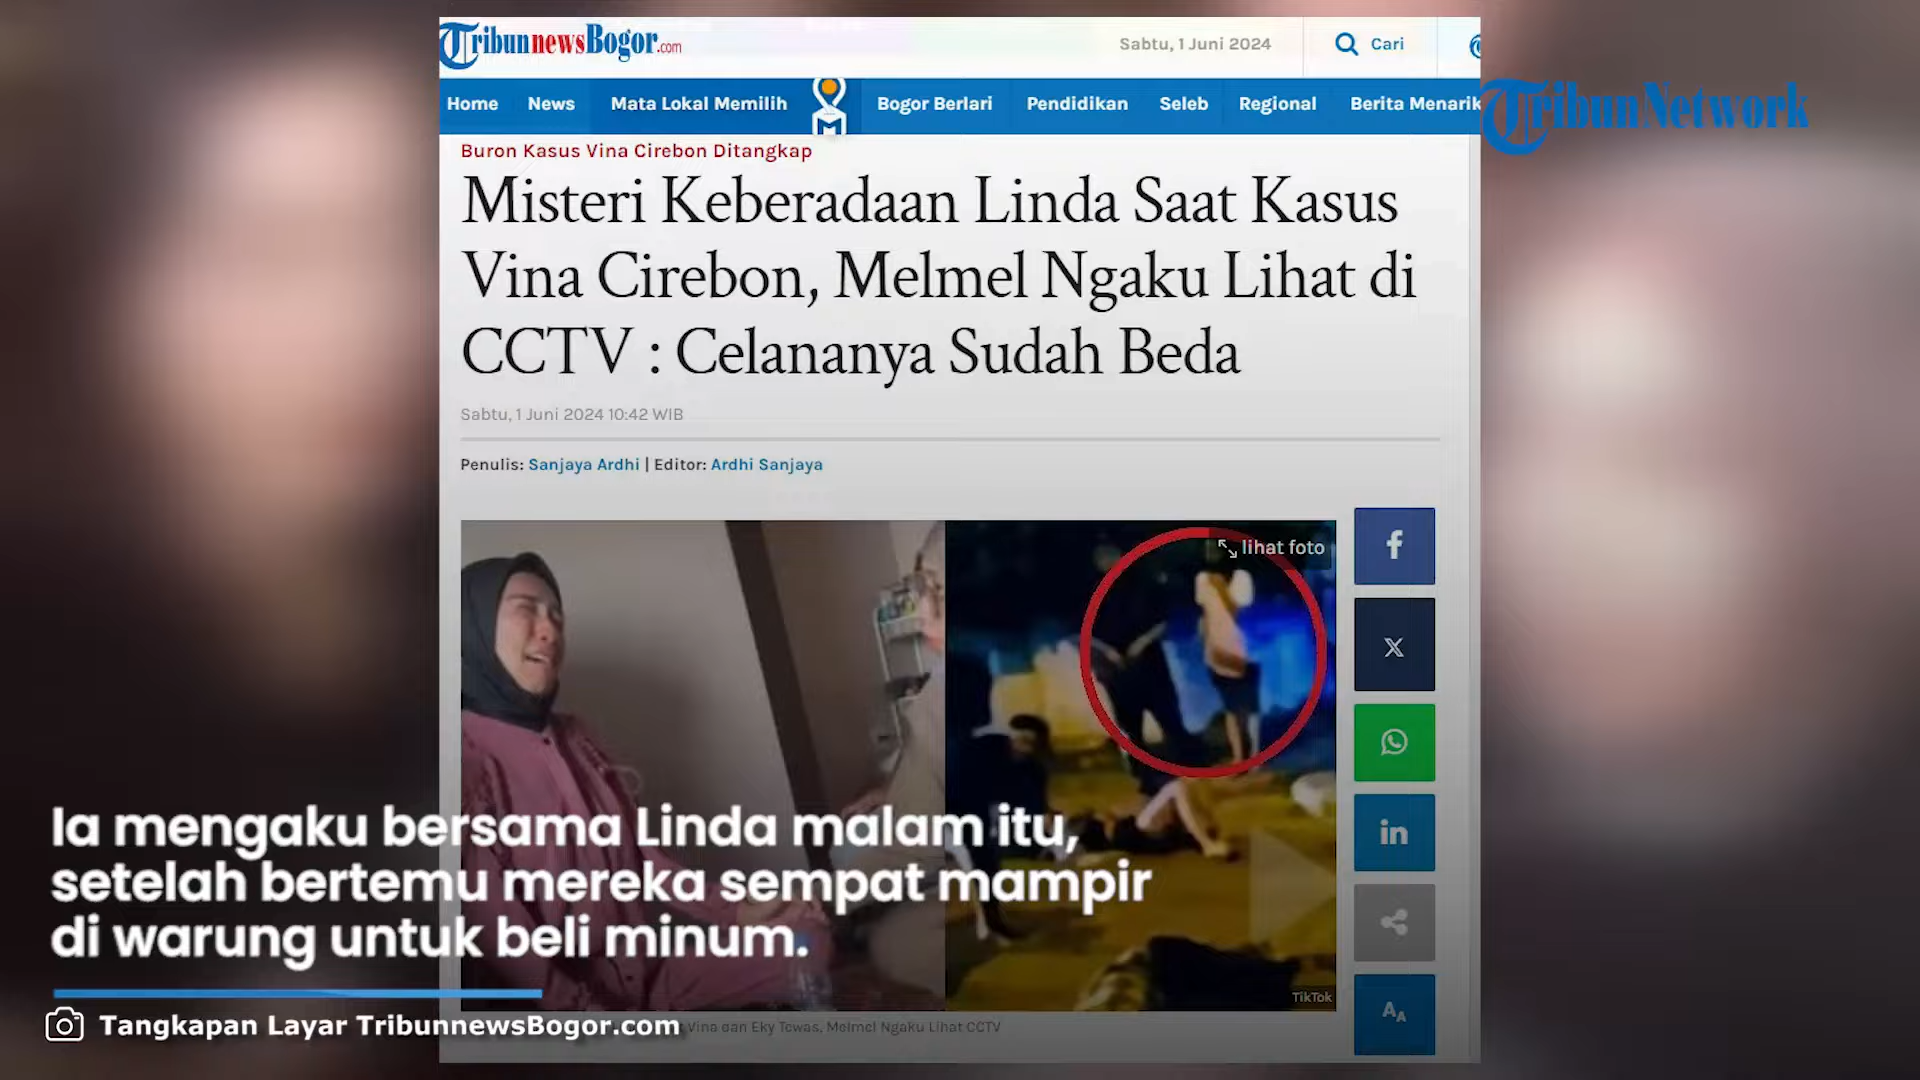 TribunnewsBogor.com
Sabtu, 1 Juni 2024
Cari
TribunNetwork
Home News Mata Lokal Memilih Bogor Berlari Pendidikan Seleb Regional Berita Menarik
Buron Kasus Vina Cirebon Ditangkap
Misteri Keberadaan Linda Saat Kasus
Vina Cirebon, Melmel Ngaku Lihat di
CCTV : Celananya Sudah Beda
Sabtu, 1 Juni 2024 10:42 WIB
Penulis: Sanjaya Ardhi | Editor: Ardhi Sanjaya
lihat foto
Ia mengaku bersama Linda malam itu,
setelah bertemu mereka sempat mampir
di warung untuk beli minum.
TikTok
Tangkapan Layar TribunnewsBogor.com
Vina dan Eky Tewas, Melmel Ngaku Lihat CCTV